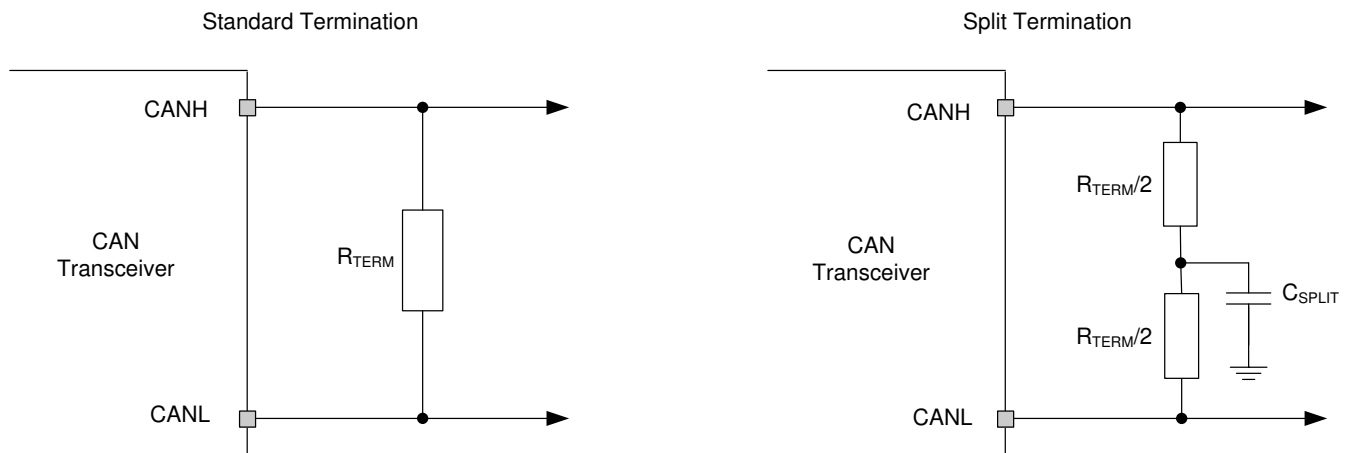 Standard Termination
CANH
CAN
Transceiver
RTERM
CANL
Split Termination
CANH
RTERM/2
CAN
Transceiver
CSPLIT
RTERM/2
CANL